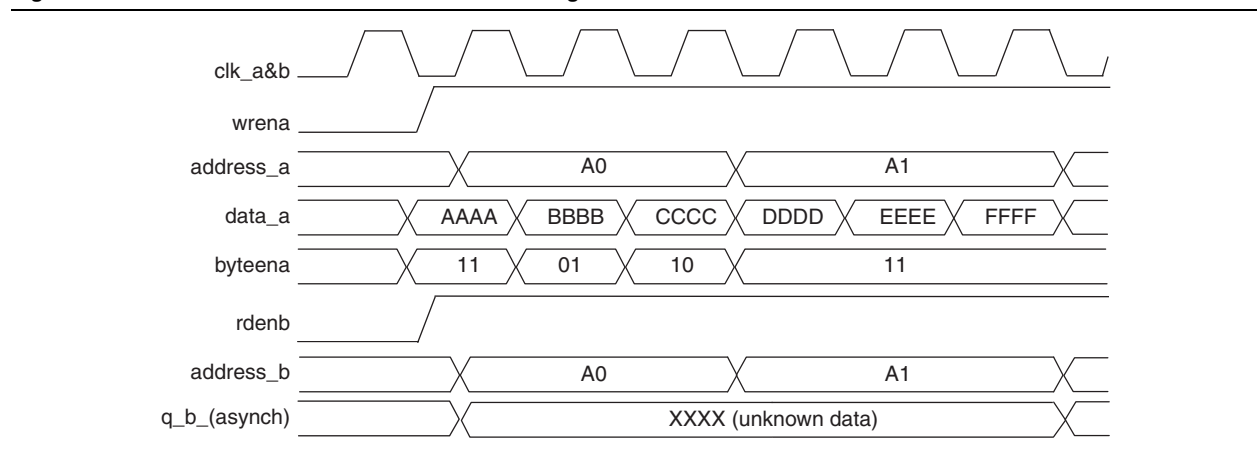 clk_a&b
wrena
address_a A0 A1
data_a AAAA BBBB CCCC DDDD EEEE FFFF
byteena 11 01 10 11
rdenb
address_b A0 A1
q_b_(asynch) XXXX (unknown data)